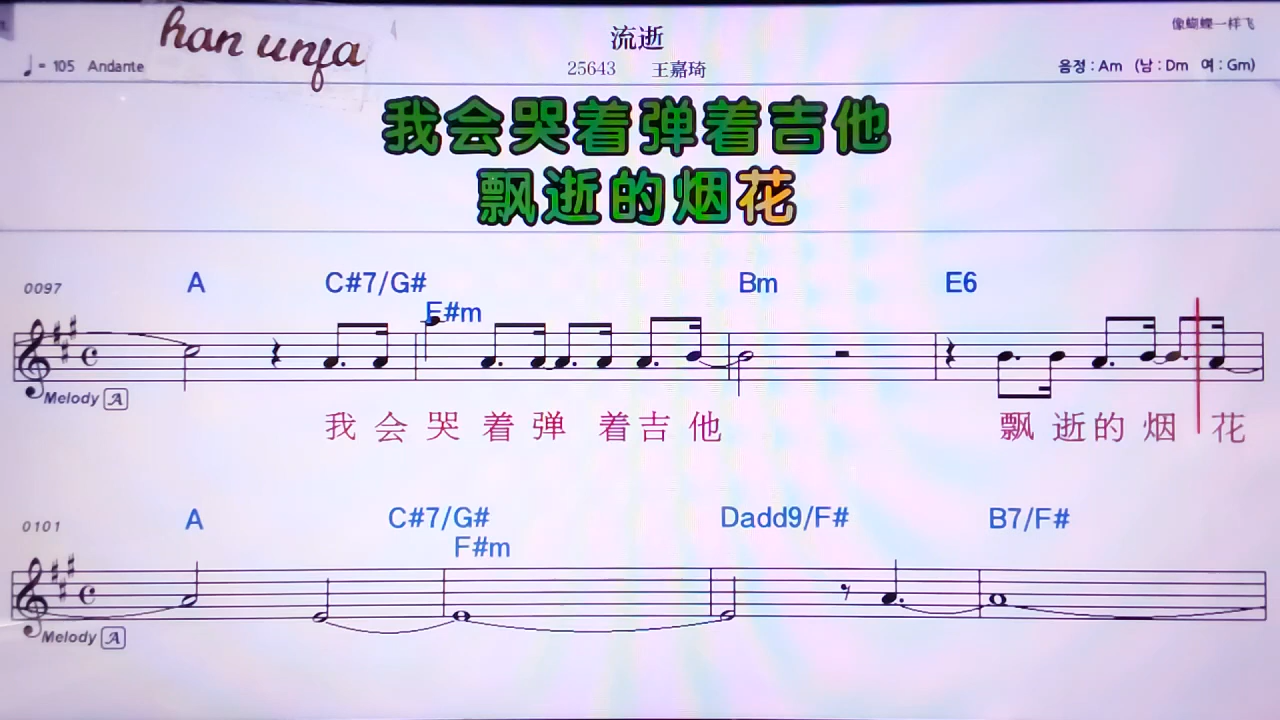 han unfa
流逝
像蝴蝶一样飞
♩= 105 Andante
25643 王嘉琦
음정 : Am (남 : Dm 여 : Gm)
我会哭着弹着吉他
飘逝的烟花
0097 A C#7/G# Bm E6
F#m
Melody A
我会哭着弹着吉他 飘逝的烟花
0101 A C#7/G# Dadd9/F# B7/F#
F#m
Melody A